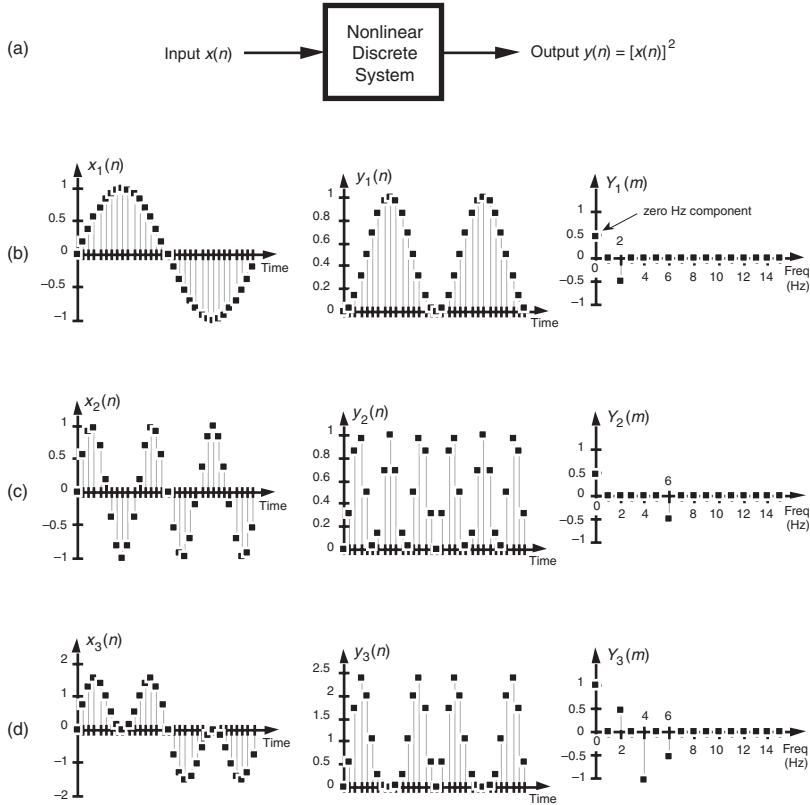 (a)
Input x(n)
Nonlinear
Discrete
System
Output y(n) = [x(n)]²
(b)
x₁(n)
1
0.5
0
−0.5
−1
Time
y₁(n)
1
0.8
0.6
0.4
0.2
0
Time
Y₁(m)
zero Hz component
1
0.5
0
−0.5
−1
2
2 4 6 8 10 12 14
Freq
(Hz)
(c)
x₂(n)
1
0.5
0
−0.5
−1
Time
y₂(n)
1
0.8
0.6
0.4
0.2
0
Time
Y₂(m)
1
0.5
0
−0.5
−1
6
2 4 6 8 10 12 14
Freq
(Hz)
(d)
x₃(n)
2
1
0
−1
−2
Time
y₃(n)
2.5
2
1.5
1
0.5
0
Time
Y₃(m)
1
0.5
0
−0.5
−1
4 6
2 4 6 8 10 12 14
Freq
(Hz)